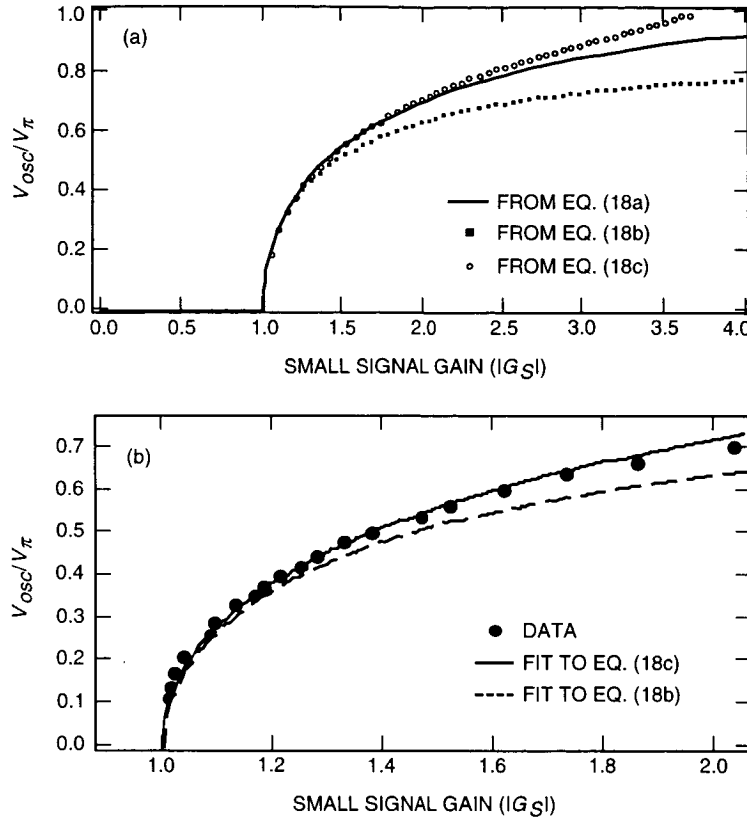 (a)
1.0
0.8
0.6
0.4
0.2
0.0
V_osc/V_π
FROM EQ. (18a)
FROM EQ. (18b)
FROM EQ. (18c)
0.0 0.5 1.0 1.5 2.0 2.5 3.0 3.5 4.0
SMALL SIGNAL GAIN (|G_S|)
(b)
0.7
0.6
0.5
0.4
0.3
0.2
0.1
0.0
V_osc/V_π
DATA
FIT TO EQ. (18c)
FIT TO EQ. (18b)
1.0 1.2 1.4 1.6 1.8 2.0
SMALL SIGNAL GAIN (|G_S|)